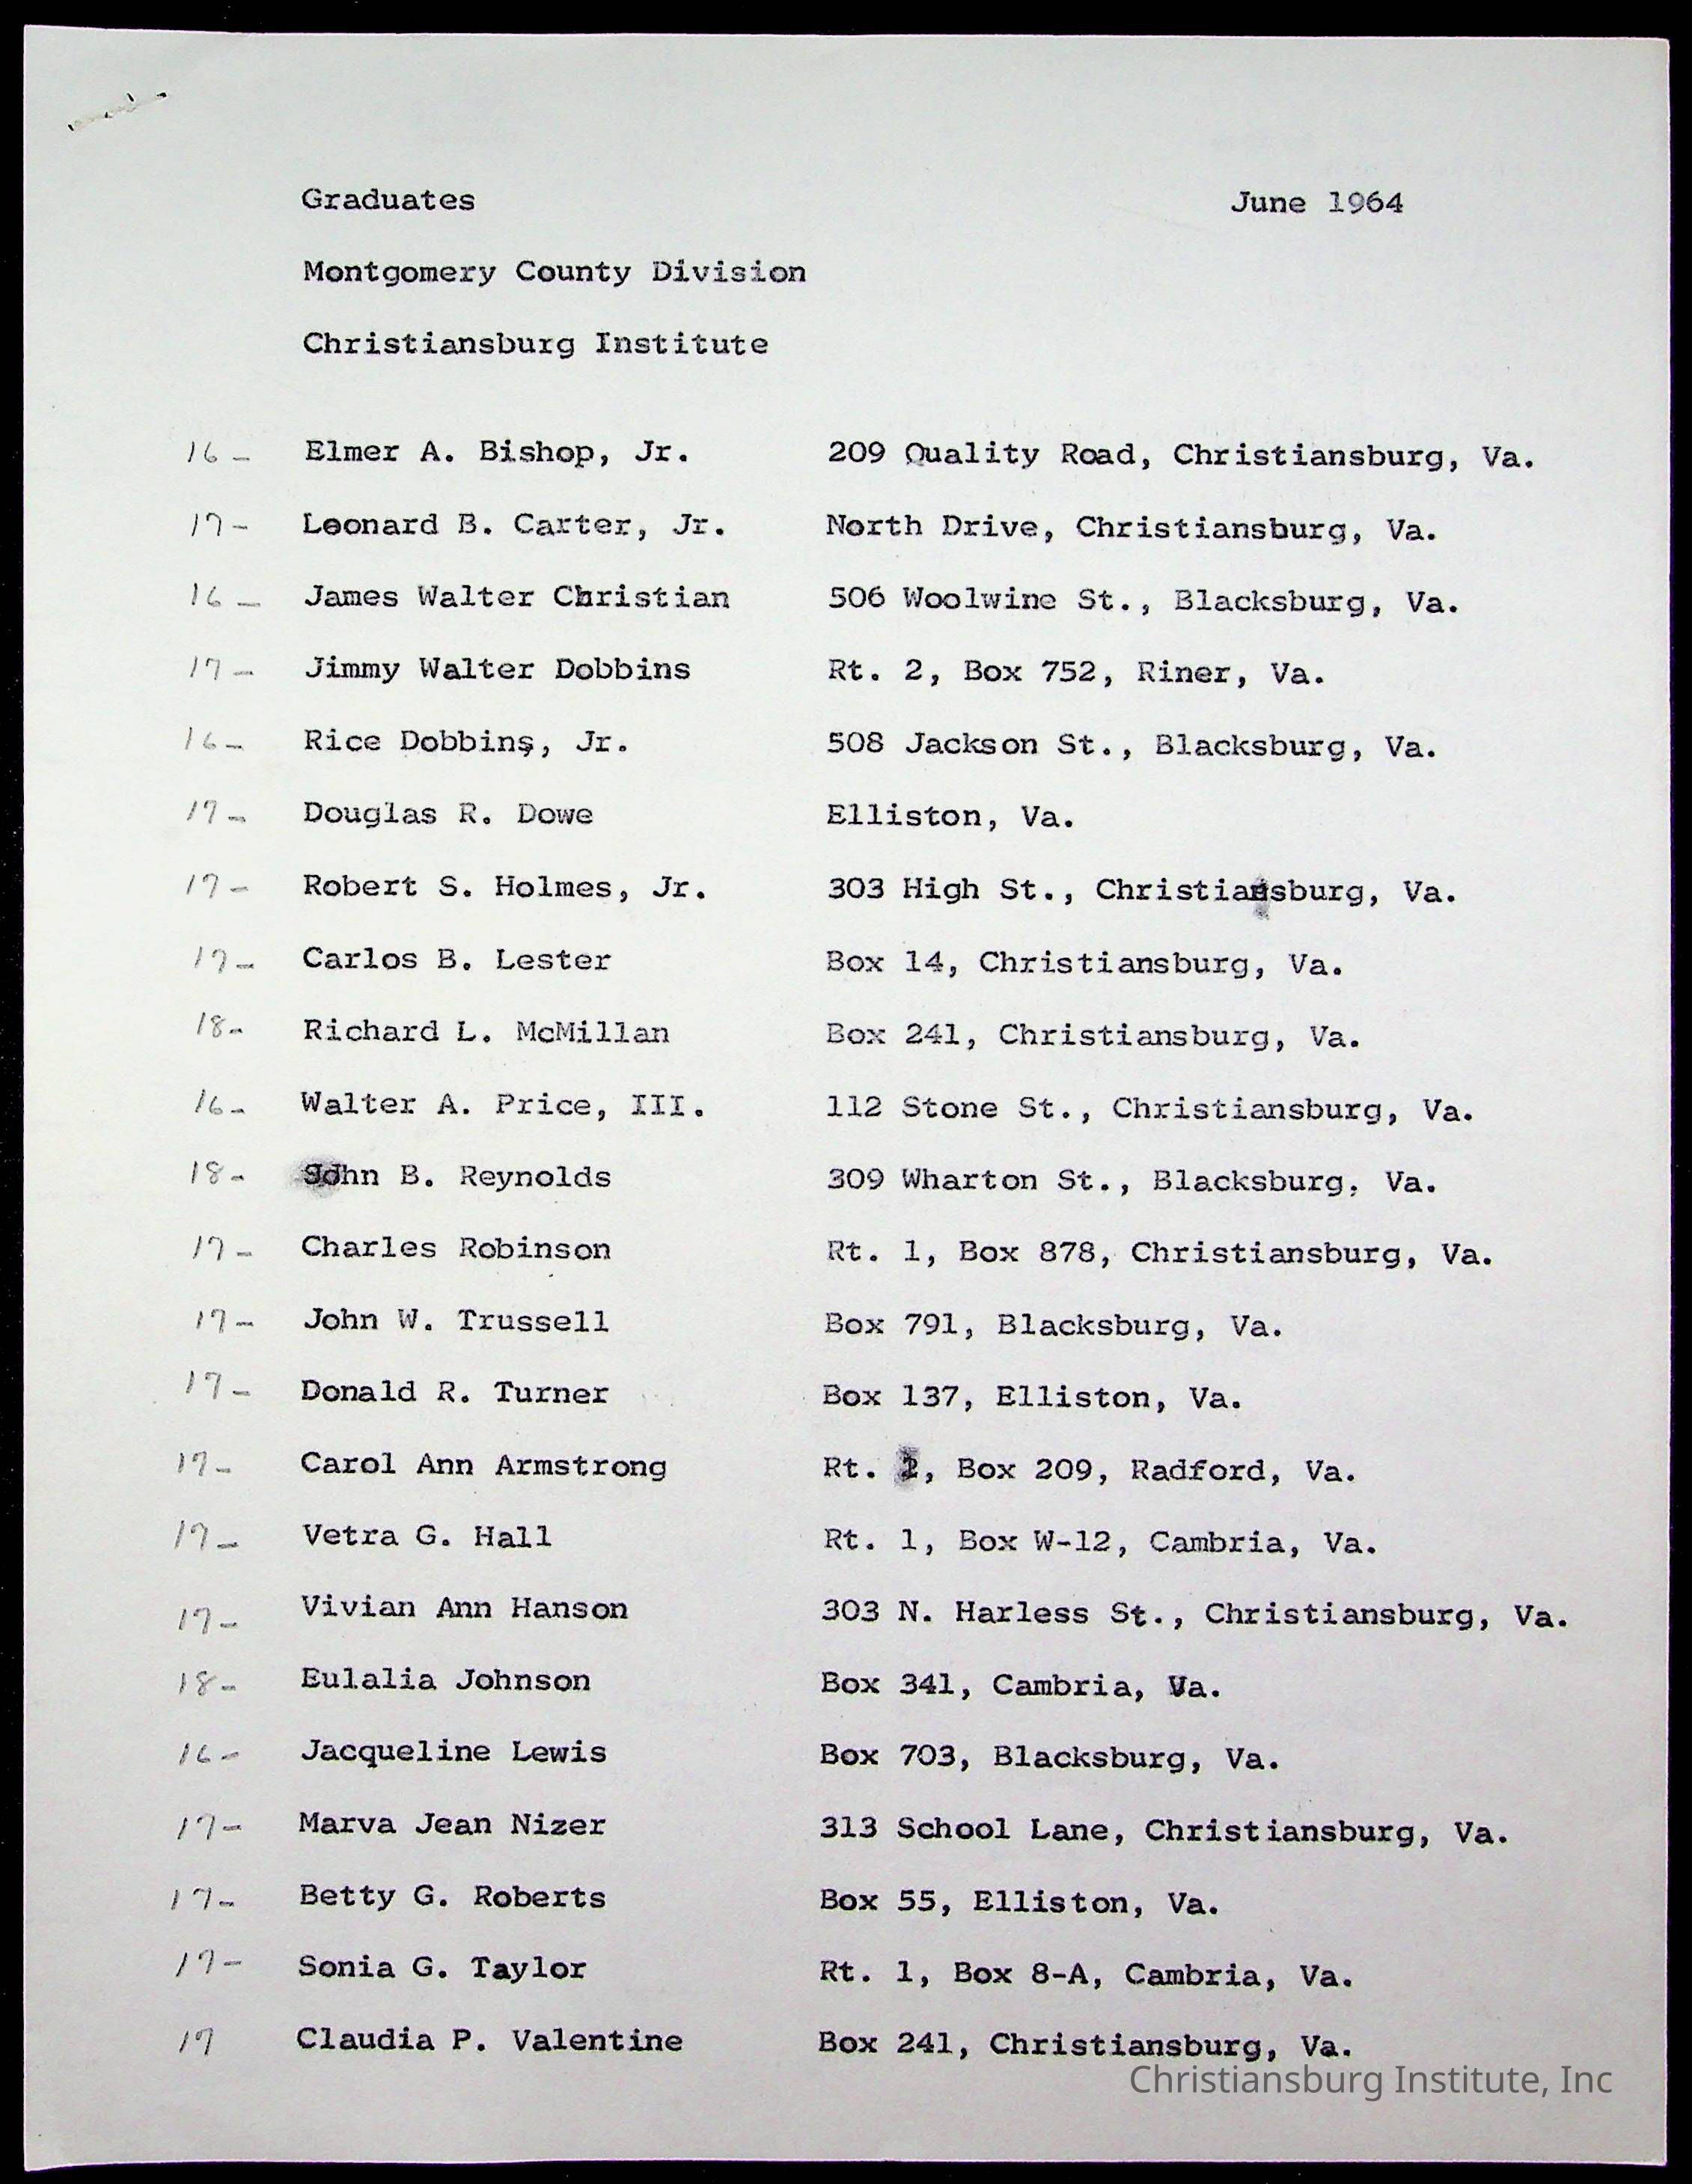 Graduates June 1964
Montgomery County Division
Christiansburg Institute
16 - Elmer A. Bishop, Jr. 209 Quality Road, Christiansburg, Va.
17 - Leonard B. Carter, Jr. North Drive, Christiansburg, Va.
16 - James Walter Christian 506 Woolwine St., Blacksburg, Va.
17 - Jimmy Walter Dobbins Rt. 2, Box 752, Riner, Va.
16 - Rice Dobbins, Jr. 508 Jackson St., Blacksburg, Va.
17 - Douglas R. Dowe Elliston, Va.
17 - Robert S. Holmes, Jr. 303 High St., Christiansburg, Va.
17 - Carlos B. Lester Box 14, Christiansburg, Va.
18 - Richard L. McMillan Box 241, Christiansburg, Va.
16 - Walter A. Price, III. 112 Stone St., Christiansburg, Va.
18 - John B. Reynolds 309 Wharton St., Blacksburg, Va.
17 - Charles Robinson Rt. 1, Box 878, Christiansburg, Va.
17 - John W. Trussell Box 791, Blacksburg, Va.
17 - Donald R. Turner Box 137, Elliston, Va.
17 - Carol Ann Armstrong Rt. , Box 209, Radford, Va.
17 - Vetra G. Hall Rt. 1, Box W-12, Cambria, Va.
17 - Vivian Ann Hanson 303 N. Harless St., Christiansburg, Va.
18 - Eulalia Johnson Box 341, Cambria, Va.
16 - Jacqueline Lewis Box 703, Blacksburg, Va.
17 - Marva Jean Nizer 313 School Lane, Christiansburg, Va.
17 - Betty G. Roberts Box 55, Elliston, Va.
17 - Sonia G. Taylor Rt. 1, Box 8-A, Cambria, Va.
17 Claudia P. Valentine Box 241, Christiansburg, Va.
Christiansburg Institute, Inc